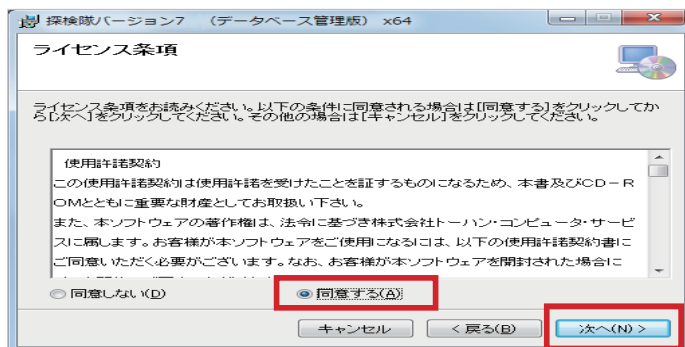 探検隊バージョン7 （データベース管理版） x64
ライセンス条項
ライセンス条項をお読みください。以下の条件に同意される場合は[同意する]をクリックしてか
ら[次へ]をクリックしてください。その他の場合は[キャンセル]をクリックしてください。
使用許諾契約
この使用許諾契約は使用許諾を受けたことを証するものになるため、本書及びCD－R
OMとともに重要な財産としてお取扱い下さい。
また、本ソフトウェアの著作権は、法令に基づき株式会社トーハン・コンピュータ・サービ
スに属します。お客様が本ソフトウェアをご使用になるには、以下の使用許諾契約書に
ご同意いただく必要がございます。なお、お客様が本ソフトウェアを開封された場合に
同意しない(D)
同意する(A)
キャンセル
< 戻る(B)
次へ(N) >